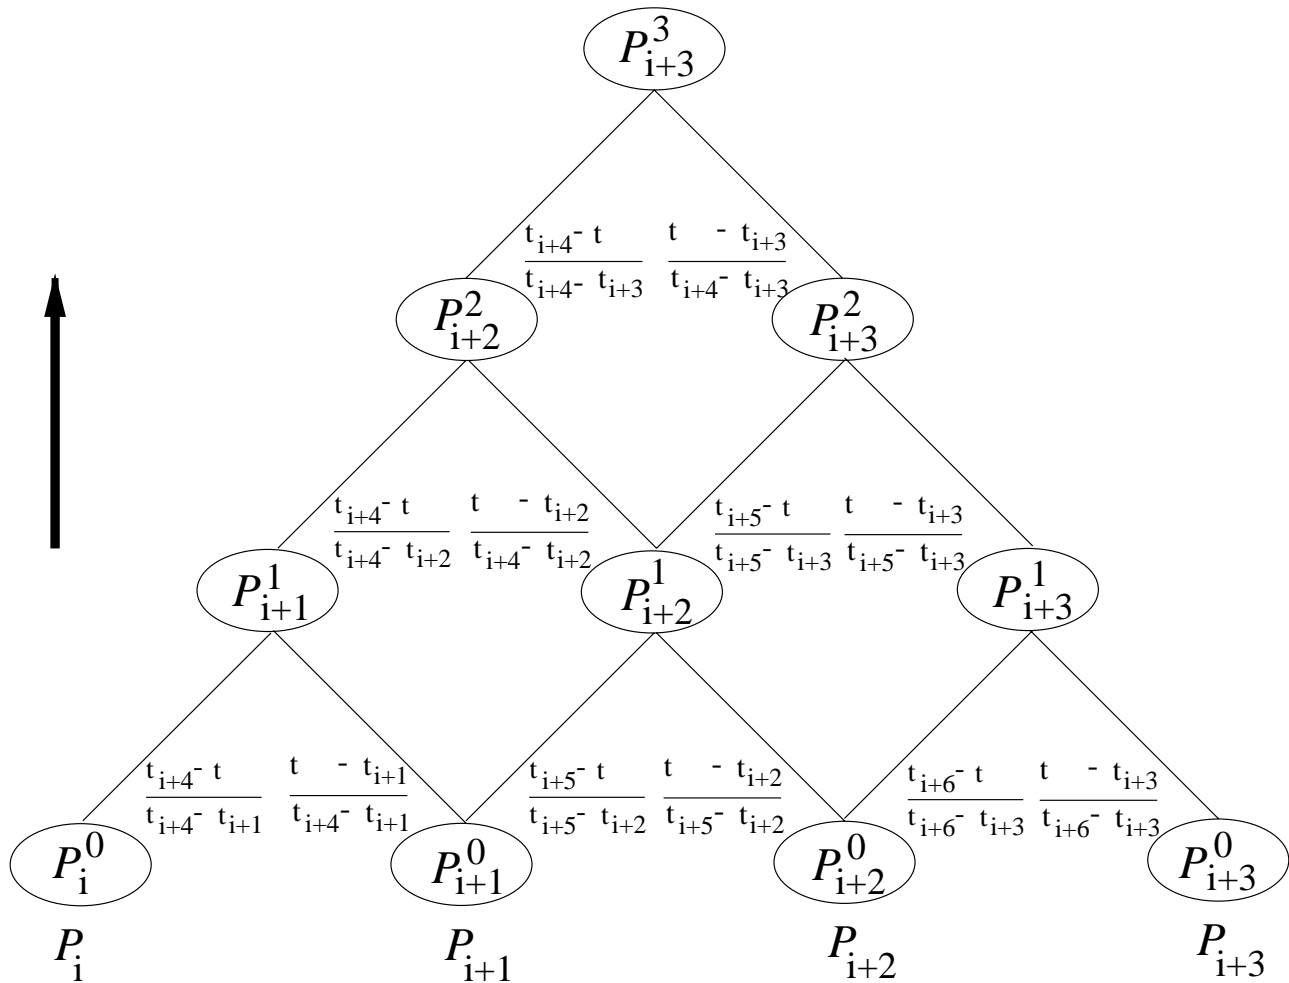 P^3_{i+3}
t_{i+4} - t   t - t_{i+3}
t_{i+4} - t_{i+3}   t_{i+4} - t_{i+3}
P^2_{i+2}   P^2_{i+3}
t_{i+4} - t   t - t_{i+2}   t_{i+5} - t   t - t_{i+3}
t_{i+4} - t_{i+2}   t_{i+4} - t_{i+2}   t_{i+5} - t_{i+3}   t_{i+5} - t_{i+3}
P^1_{i+1}   P^1_{i+2}   P^1_{i+3}
t_{i+4} - t   t - t_{i+1}   t_{i+5} - t   t - t_{i+2}   t_{i+6} - t   t - t_{i+3}
t_{i+4} - t_{i+1}   t_{i+4} - t_{i+1}   t_{i+5} - t_{i+2}   t_{i+5} - t_{i+2}   t_{i+6} - t_{i+3}   t_{i+6} - t_{i+3}
P^0_i   P^0_{i+1}   P^0_{i+2}   P^0_{i+3}
P_i   P_{i+1}   P_{i+2}   P_{i+3}